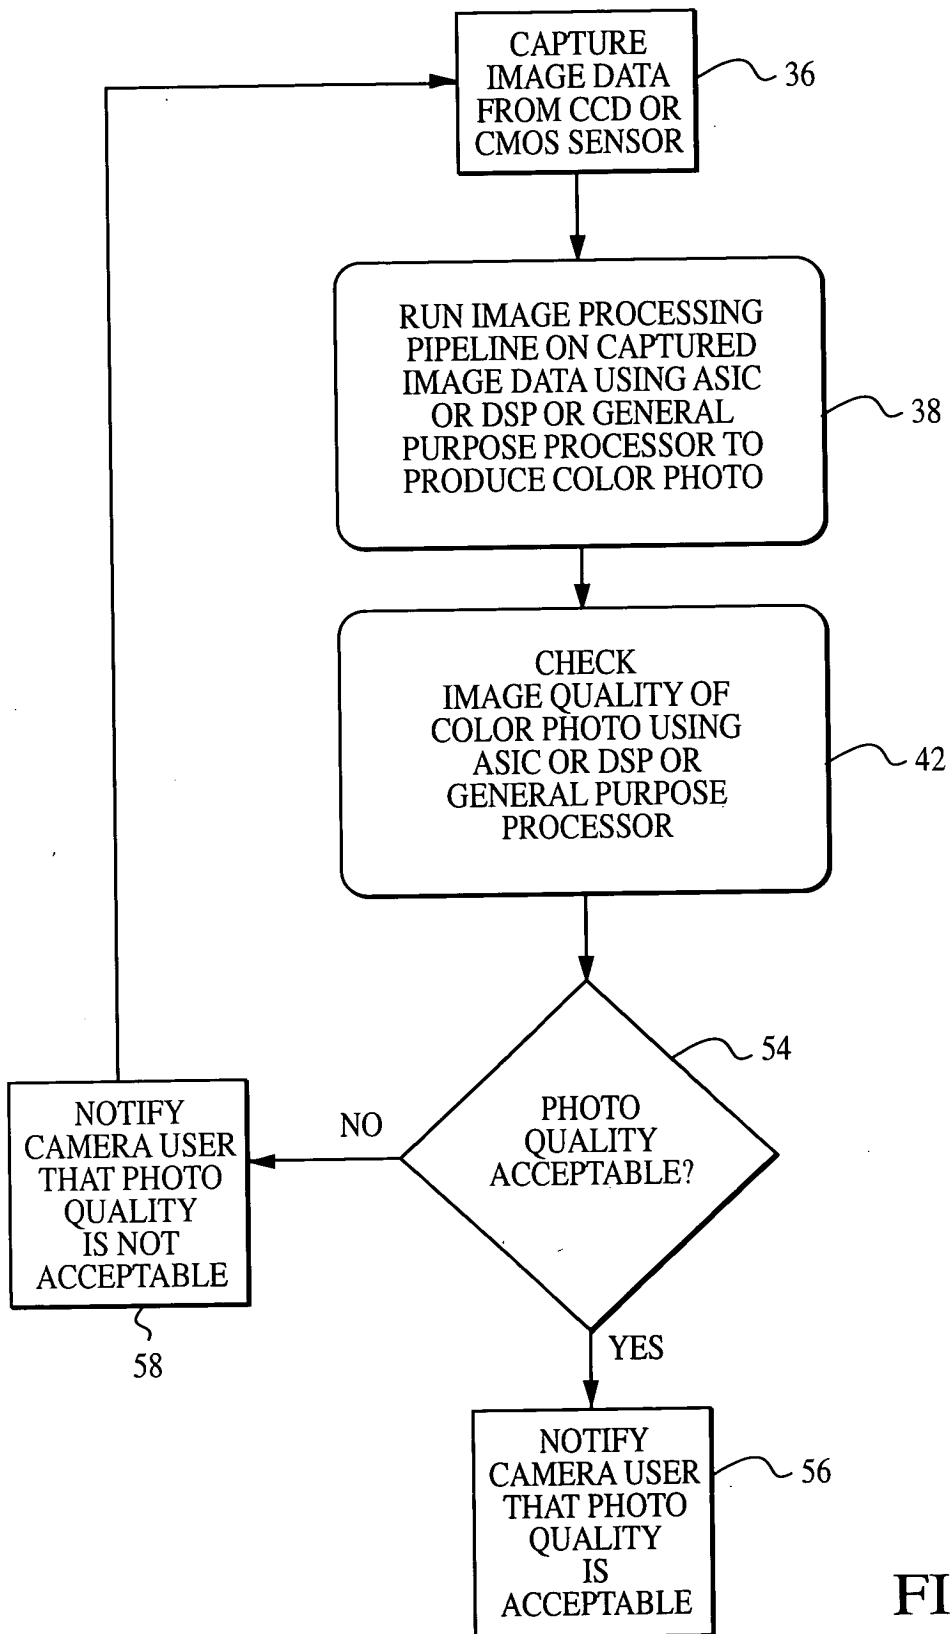 CAPTURE
IMAGE DATA
FROM CCD OR
CMOS SENSOR
36
RUN IMAGE PROCESSING
PIPELINE ON CAPTURED
IMAGE DATA USING ASIC
OR DSP OR GENERAL
PURPOSE PROCESSOR TO
PRODUCE COLOR PHOTO
38
CHECK
IMAGE QUALITY OF
COLOR PHOTO USING
ASIC OR DSP OR
GENERAL PURPOSE
PROCESSOR
42
54
PHOTO
QUALITY
ACCEPTABLE?
NO
NOTIFY
CAMERA USER
THAT PHOTO
QUALITY
IS NOT
ACCEPTABLE
58
YES
NOTIFY
CAMERA USER
THAT PHOTO
QUALITY
IS
ACCEPTABLE
56
FI